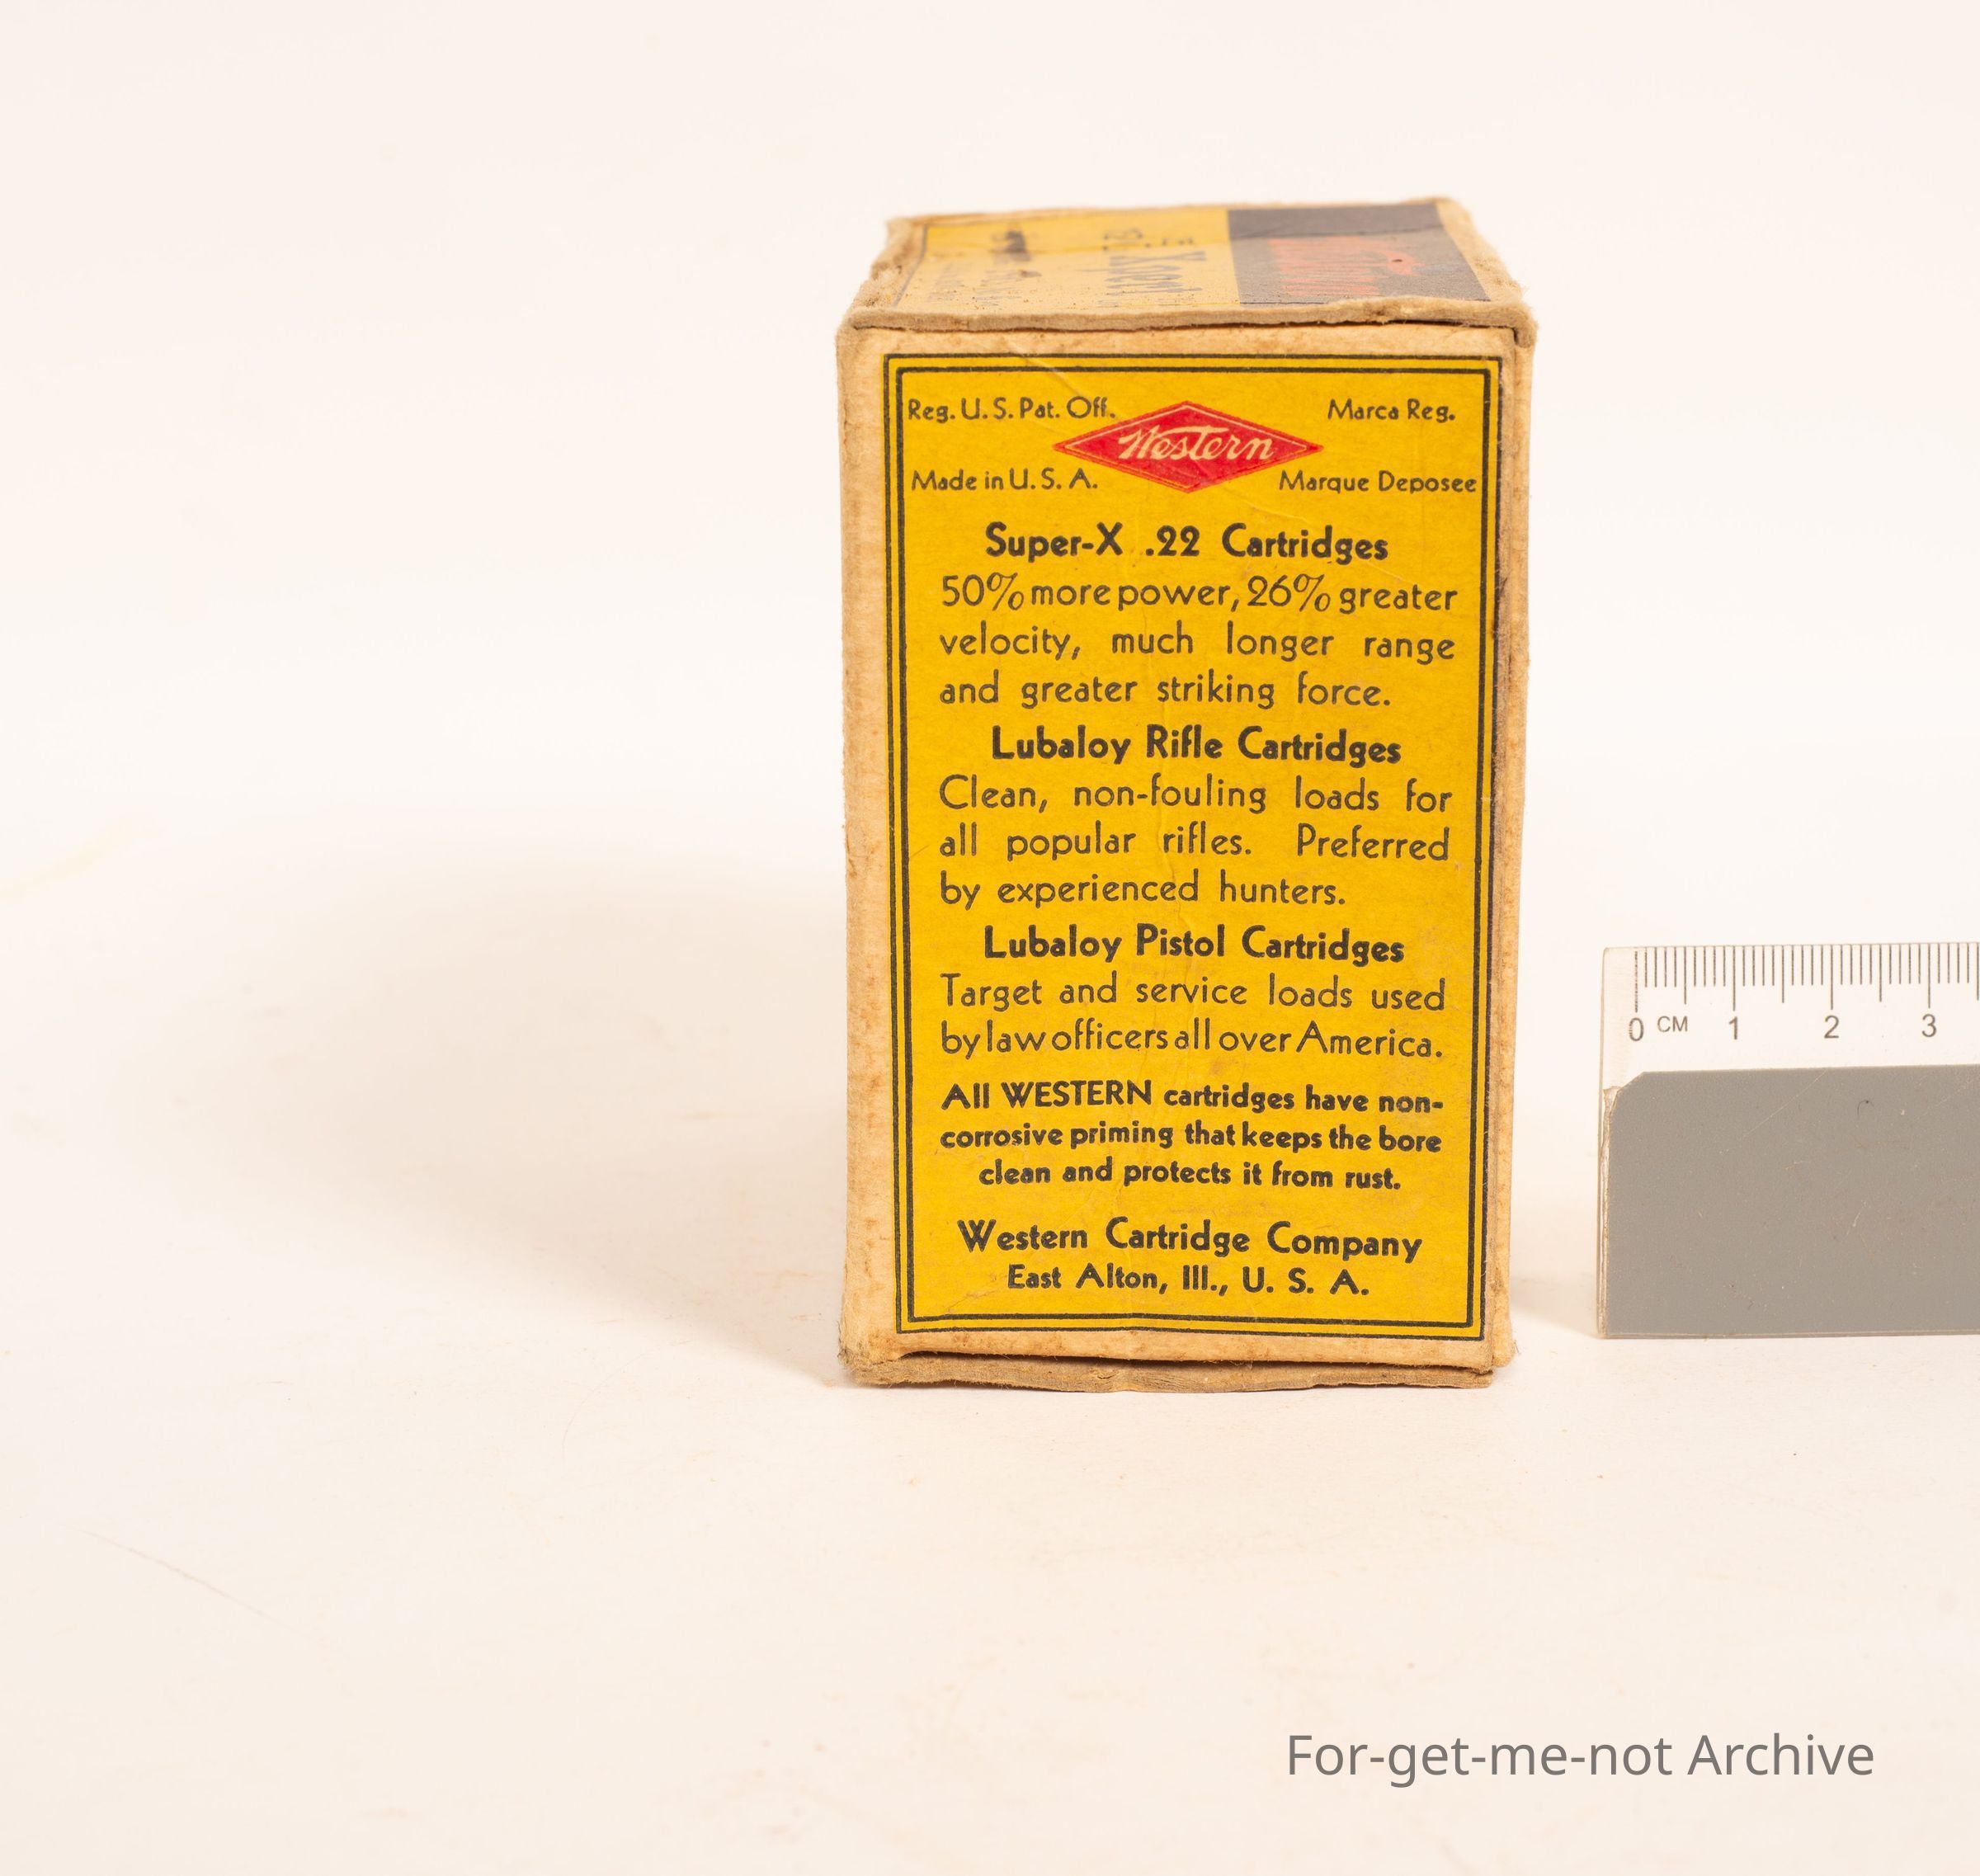 Xpert
Reg. U. S. Pat. Off.
Marca Reg.
Western
Made in U. S. A.
Marque Deposee
Super-X .22 Cartridges
50% more power, 26% greater
velocity, much longer range
and greater striking force.
Lubaloy Rifle Cartridges
Clean, non-fouling loads for
all popular rifles. Preferred
by experienced hunters.
Lubaloy Pistol Cartridges
Target and service loads used
by law officers all over America.
All WESTERN cartridges have non-
corrosive priming that keeps the bore
clean and protects it from rust.
Western Cartridge Company
East Alton, Ill., U. S. A.
0 CM 1 2 3
For-get-me-not Archive